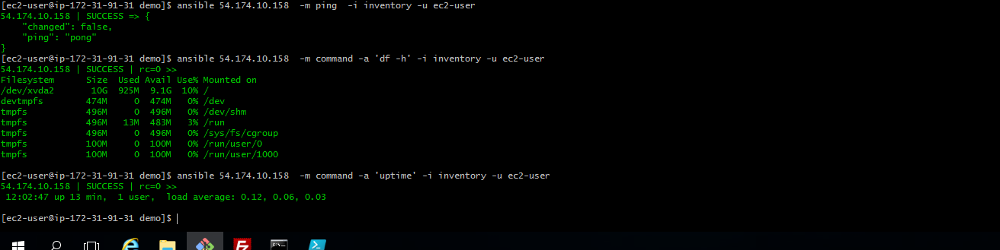 [ec2-user@ip-172-31-91-31 demo]$ ansible 54.174.10.158  -m ping  -i inventory -u ec2-user
54.174.10.158 | SUCCESS => {
    "changed": false,
    "ping": "pong"
}
[ec2-user@ip-172-31-91-31 demo]$ ansible 54.174.10.158  -m command -a 'df -h' -i inventory -u ec2-user
54.174.10.158 | SUCCESS | rc=0 >>
Filesystem      Size  Used Avail Use% Mounted on
/dev/xvda2       10G  925M  9.1G  10% /
devtmpfs        474M     0  474M   0% /dev
tmpfs           496M     0  496M   0% /dev/shm
tmpfs           496M   13M  483M   3% /run
tmpfs           496M     0  496M   0% /sys/fs/cgroup
tmpfs           100M     0  100M   0% /run/user/0
tmpfs           100M     0  100M   0% /run/user/1000
[ec2-user@ip-172-31-91-31 demo]$ ansible 54.174.10.158  -m command -a 'uptime' -i inventory -u ec2-user
54.174.10.158 | SUCCESS | rc=0 >>
 12:02:47 up 13 min,  1 user,  load average: 0.12, 0.06, 0.03
[ec2-user@ip-172-31-91-31 demo]$